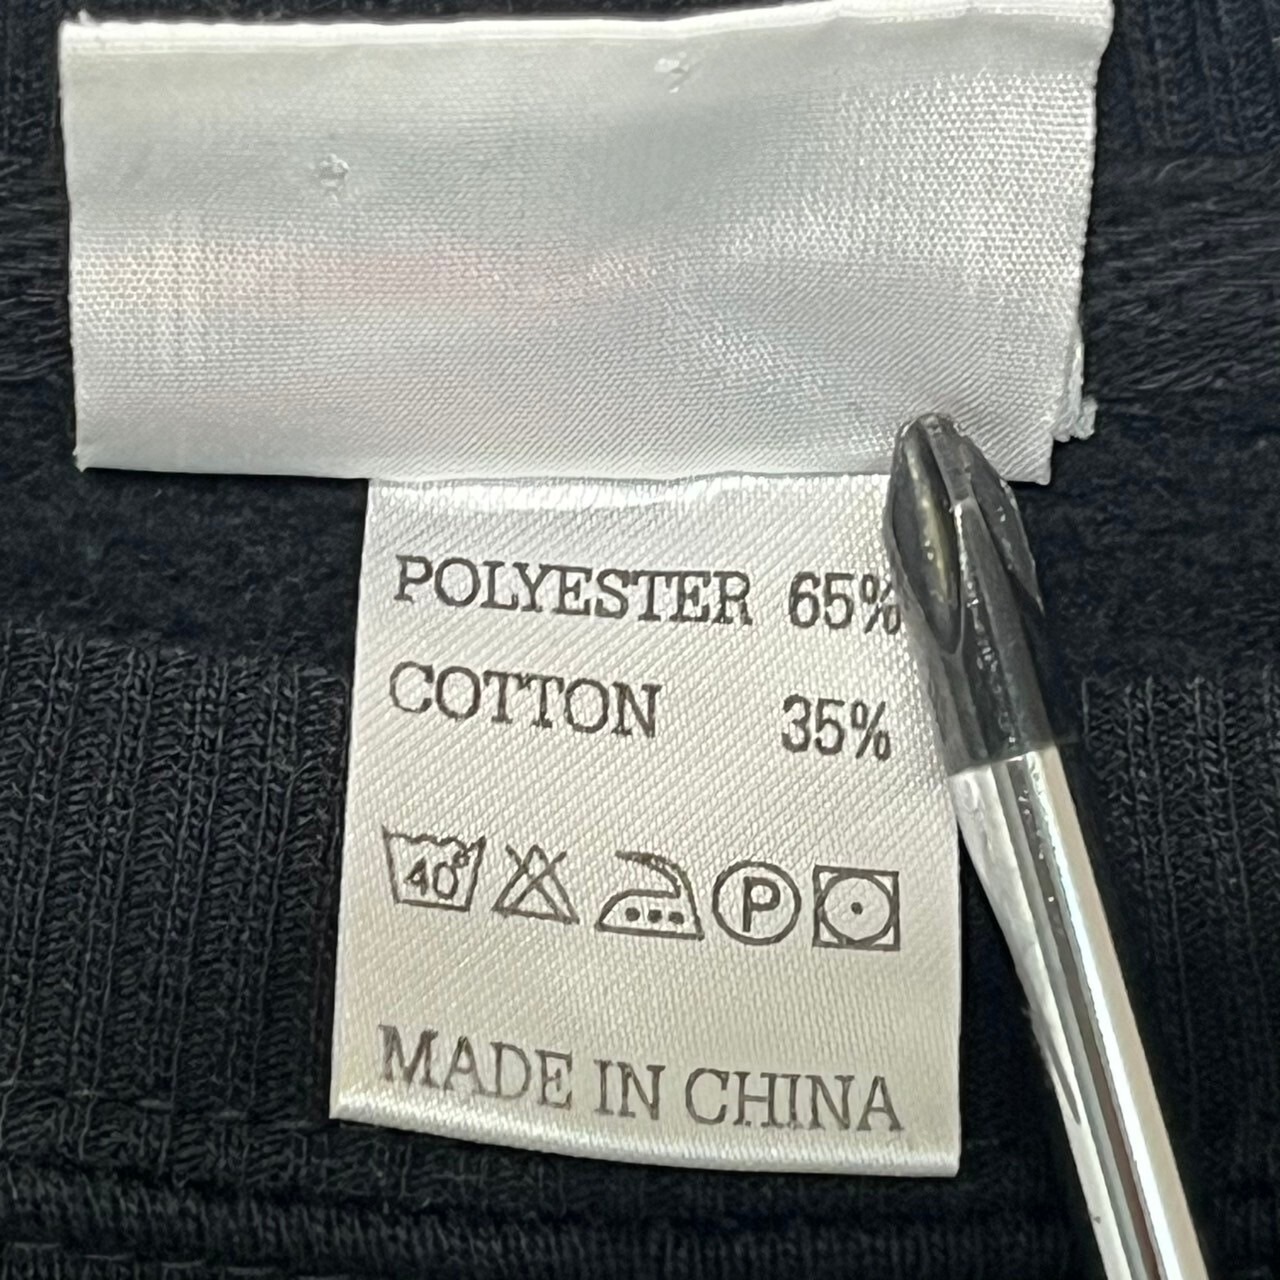 POLYESTER 65%
COTTON 35%
40°
P
MADE IN CHINA